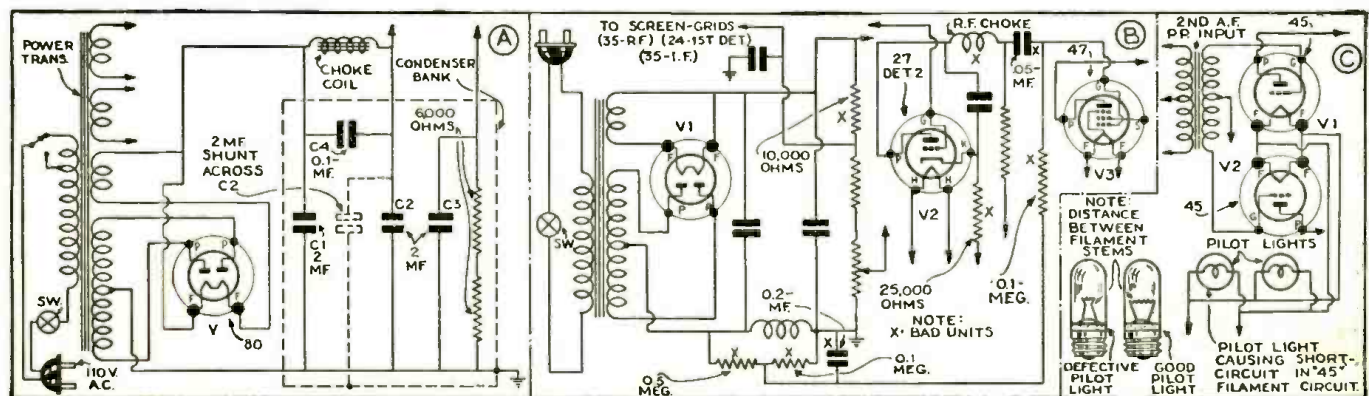 POWER
TRANS.
CHOKE
COIL
A
CONDENSER
BANK
6,000
OHMS
2 MF.
SHUNT
ACROSS
C2
C4
0.1-
MF.
C1
2
MF
C2
2
MF
C3
P
P
F
F
V
80
SW.
110V.
A.C.
TO SCREEN-GRIDS
(35-RF) (24-1ST DET)
(35-I.F.)
SW
V1
F
F
P
P
X
10,000
OHMS
0.5
MEG.
X
X
0.2-
MF.
X
0.1
MEG.
27
DET. 2
G
P
K
H
H
V2
R.F. CHOKE
X
X
25,000
OHMS
NOTE:
X=BAD UNITS
X
.05-
MF.
X
0.1-
MEG.
B
47
G
P
S
F
F
V3
2ND A.F.
P.P. INPUT
45
C
P
G
F
F
V1
V2
F
F
45
G
P
NOTE:
DISTANCE
BETWEEN
FILAMENT
STEMS
PILOT LIGHTS
DEFECTIVE
PILOT
LIGHT
GOOD
PILOT
LIGHT
PILOT LIGHT
CAUSING SHORT-
CIRCUIT IN "45"
FILAMENT CIRCUIT.